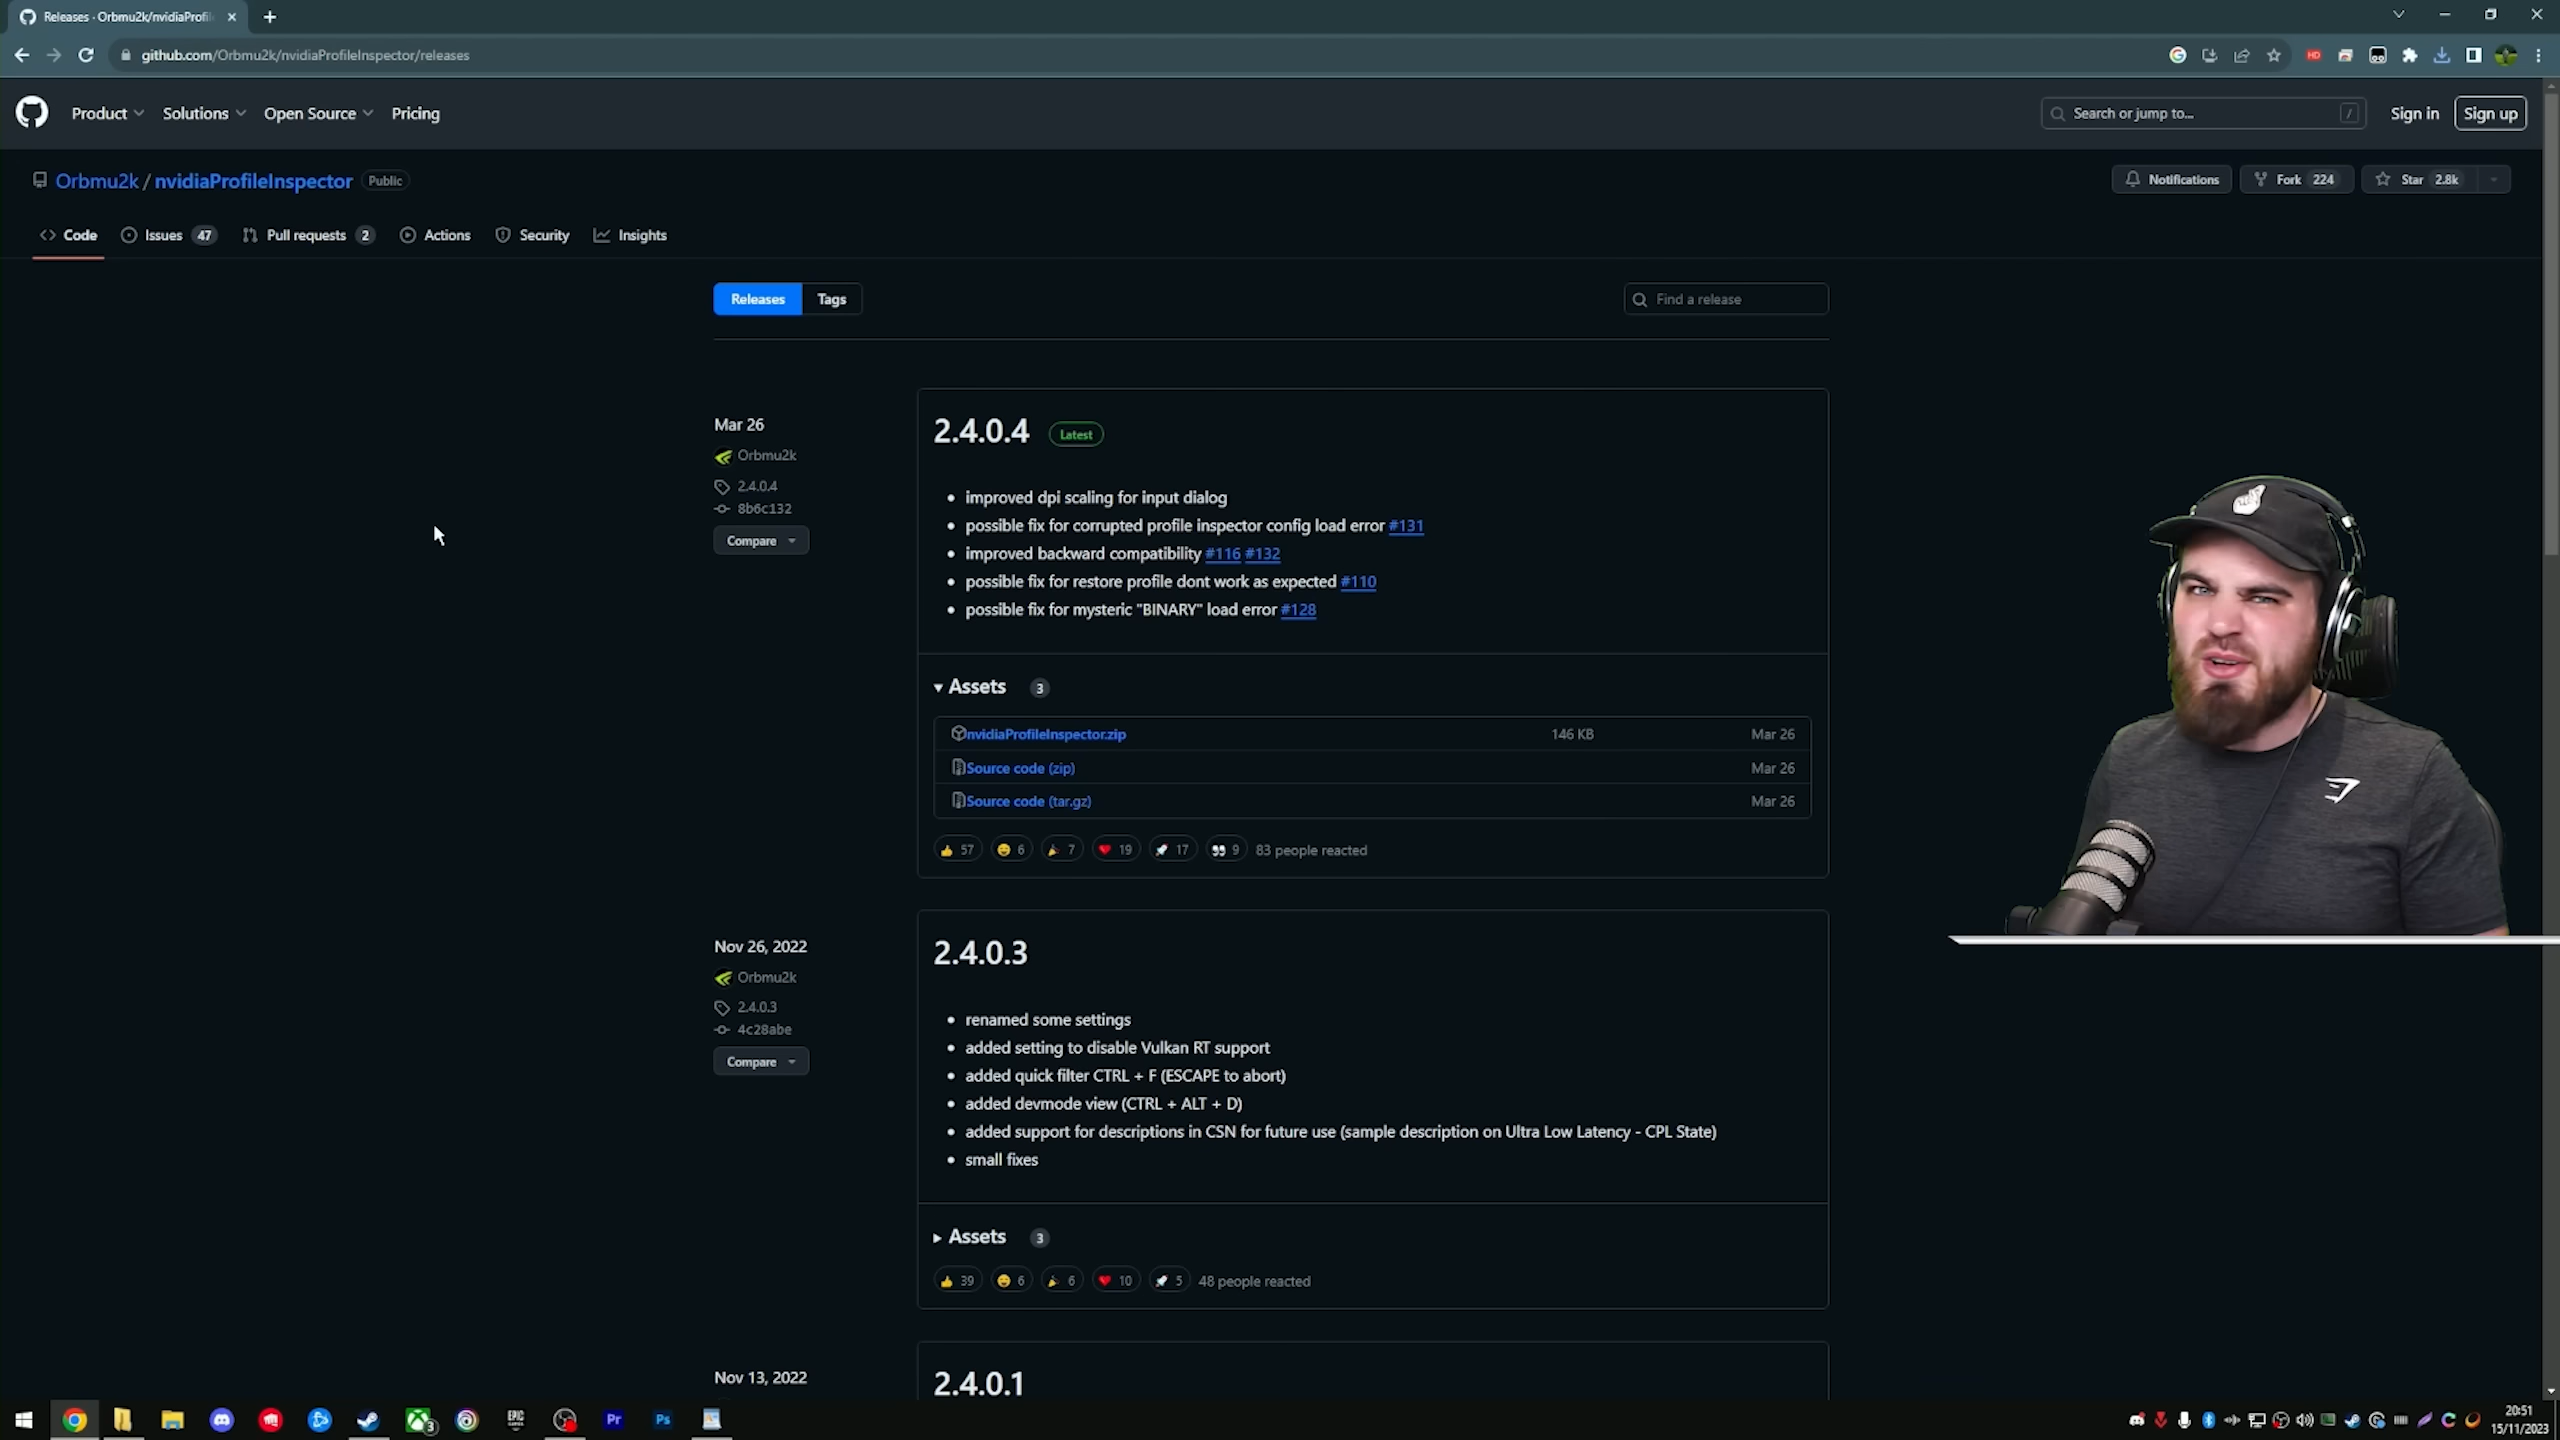 Releases · Orbmu2k/nvidiaProfil
github.com/Orbmu2k/nvidiaProfileInspector/releases
HD
Product
Solutions
Open Source
Pricing
Search or jump to...
/
Sign in
Sign up
Orbmu2k / nvidiaProfileInspector
Public
Notifications
Fork 224
Star 2.8k
Code
Issues 47
Pull requests 2
Actions
Security
Insights
Releases
Tags
Find a release
Mar 26
Orbmu2k
2.4.0.4
8b6c132
Compare
2.4.0.4 Latest
• improved dpi scaling for input dialog
• possible fix for corrupted profile inspector config load error #131
• improved backward compatibility #116 #132
• possible fix for restore profile dont work as expected #110
• possible fix for mysteric "BINARY" load error #128
Assets 3
nvidiaProfileInspector.zip 146 KB Mar 26
Source code (zip) Mar 26
Source code (tar.gz) Mar 26
57 6 7 19 17 9 83 people reacted
Nov 26, 2022
Orbmu2k
2.4.0.3
4c28abe
Compare
2.4.0.3
• renamed some settings
• added setting to disable Vulkan RT support
• added quick filter CTRL + F (ESCAPE to abort)
• added devmode view (CTRL + ALT + D)
• added support for descriptions in CSN for future use (sample description on Ultra Low Latency - CPL State)
• small fixes
Assets 3
39 6 6 10 5 48 people reacted
Nov 13, 2022
2.4.0.1
3
EPIC GAMES
Pr
Ps
20:51
15/11/2023